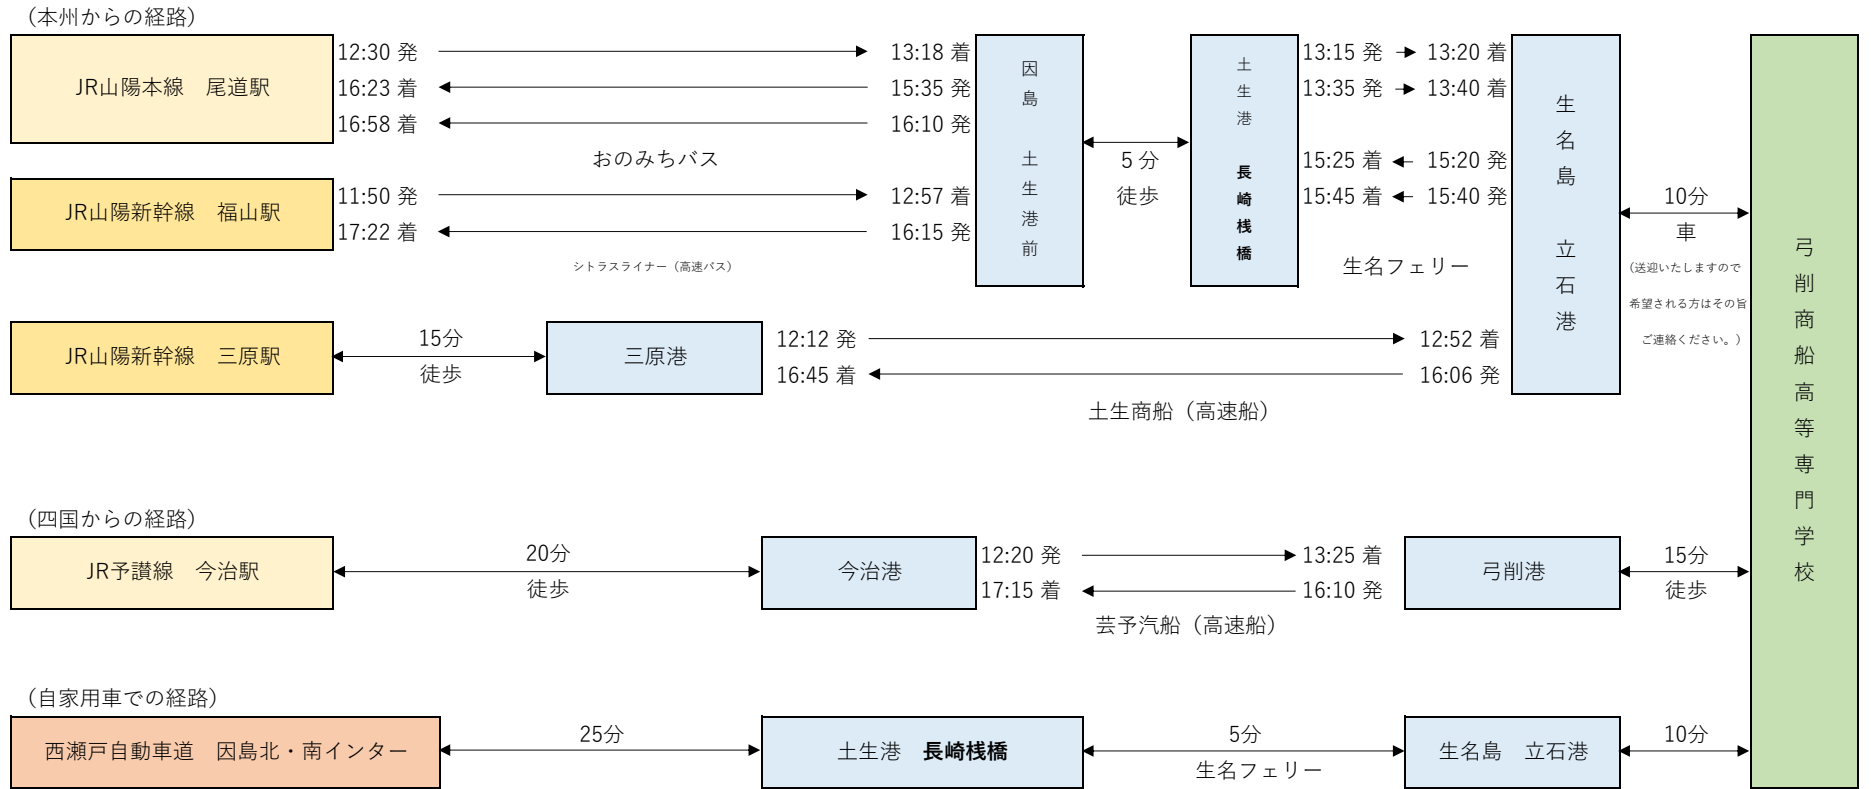 （本州からの経路）
JR山陽本線　尾道駅
12:30 発
13:18 着
16:23 着
15:35 発
16:58 着
16:10 発
おのみちバス
JR山陽新幹線　福山駅
11:50 発
12:57 着
17:22 着
16:15 発
シトラスライナー（高速バス）
因島　土生港前
5 分
徒歩
土生港　長崎桟橋
13:15 発
13:20 着
13:35 発
13:40 着
15:25 着
15:20 発
15:45 着
15:40 発
生名フェリー
生名島　立石港
10分
車
（送迎いたしますので
希望される方はその旨
ご連絡ください。）
弓削商船高等専門学校
JR山陽新幹線　三原駅
15分
徒歩
三原港
12:12 発
12:52 着
16:45 着
16:06 発
土生商船（高速船）
（四国からの経路）
JR予讃線　今治駅
20分
徒歩
今治港
12:20 発
13:25 着
17:15 着
16:10 発
芸予汽船（高速船）
弓削港
15分
徒歩
（自家用車での経路）
西瀬戸自動車道　因島北・南インター
25分
土生港　長崎桟橋
5分
生名フェリー
生名島　立石港
10分